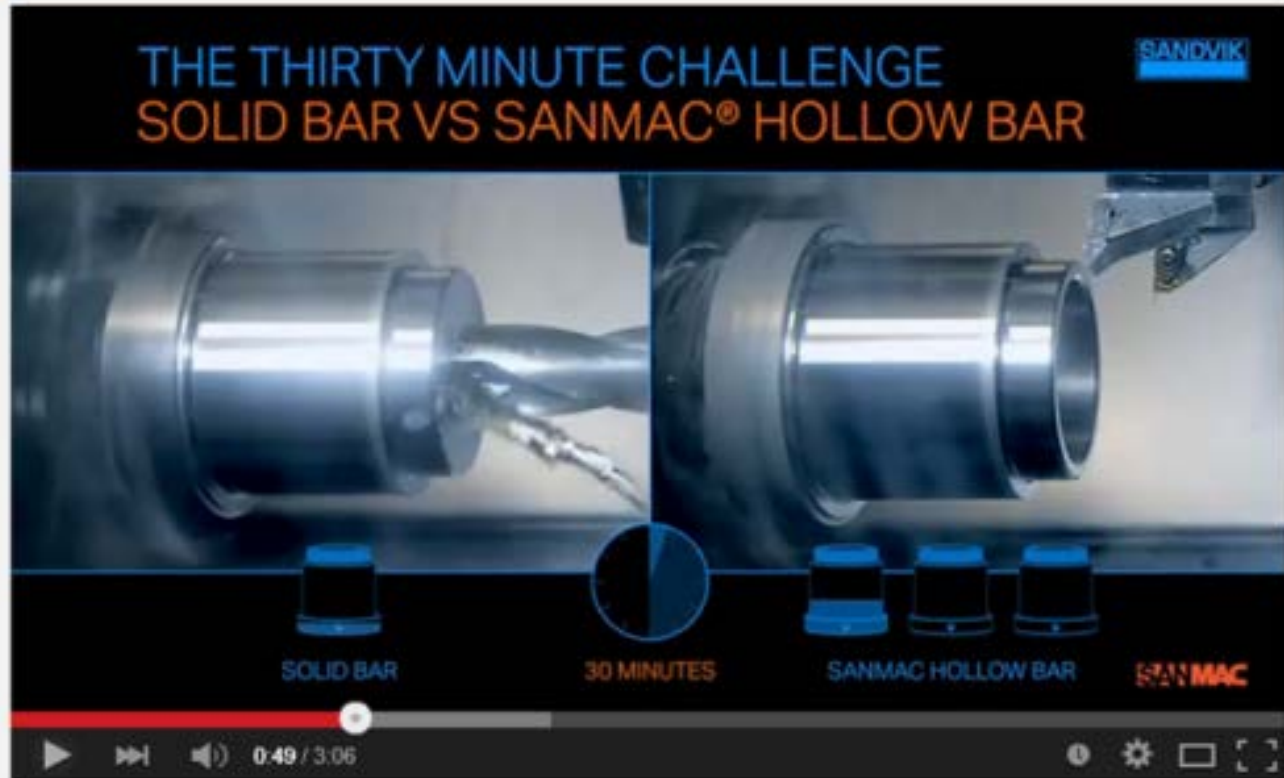 THE THIRTY MINUTE CHALLENGE
SANDVIK
SOLID BAR VS SANMAC® HOLLOW BAR
SOLID BAR
30 MINUTES
SANMAC HOLLOW BAR
SANMAC
0:49 / 3:06